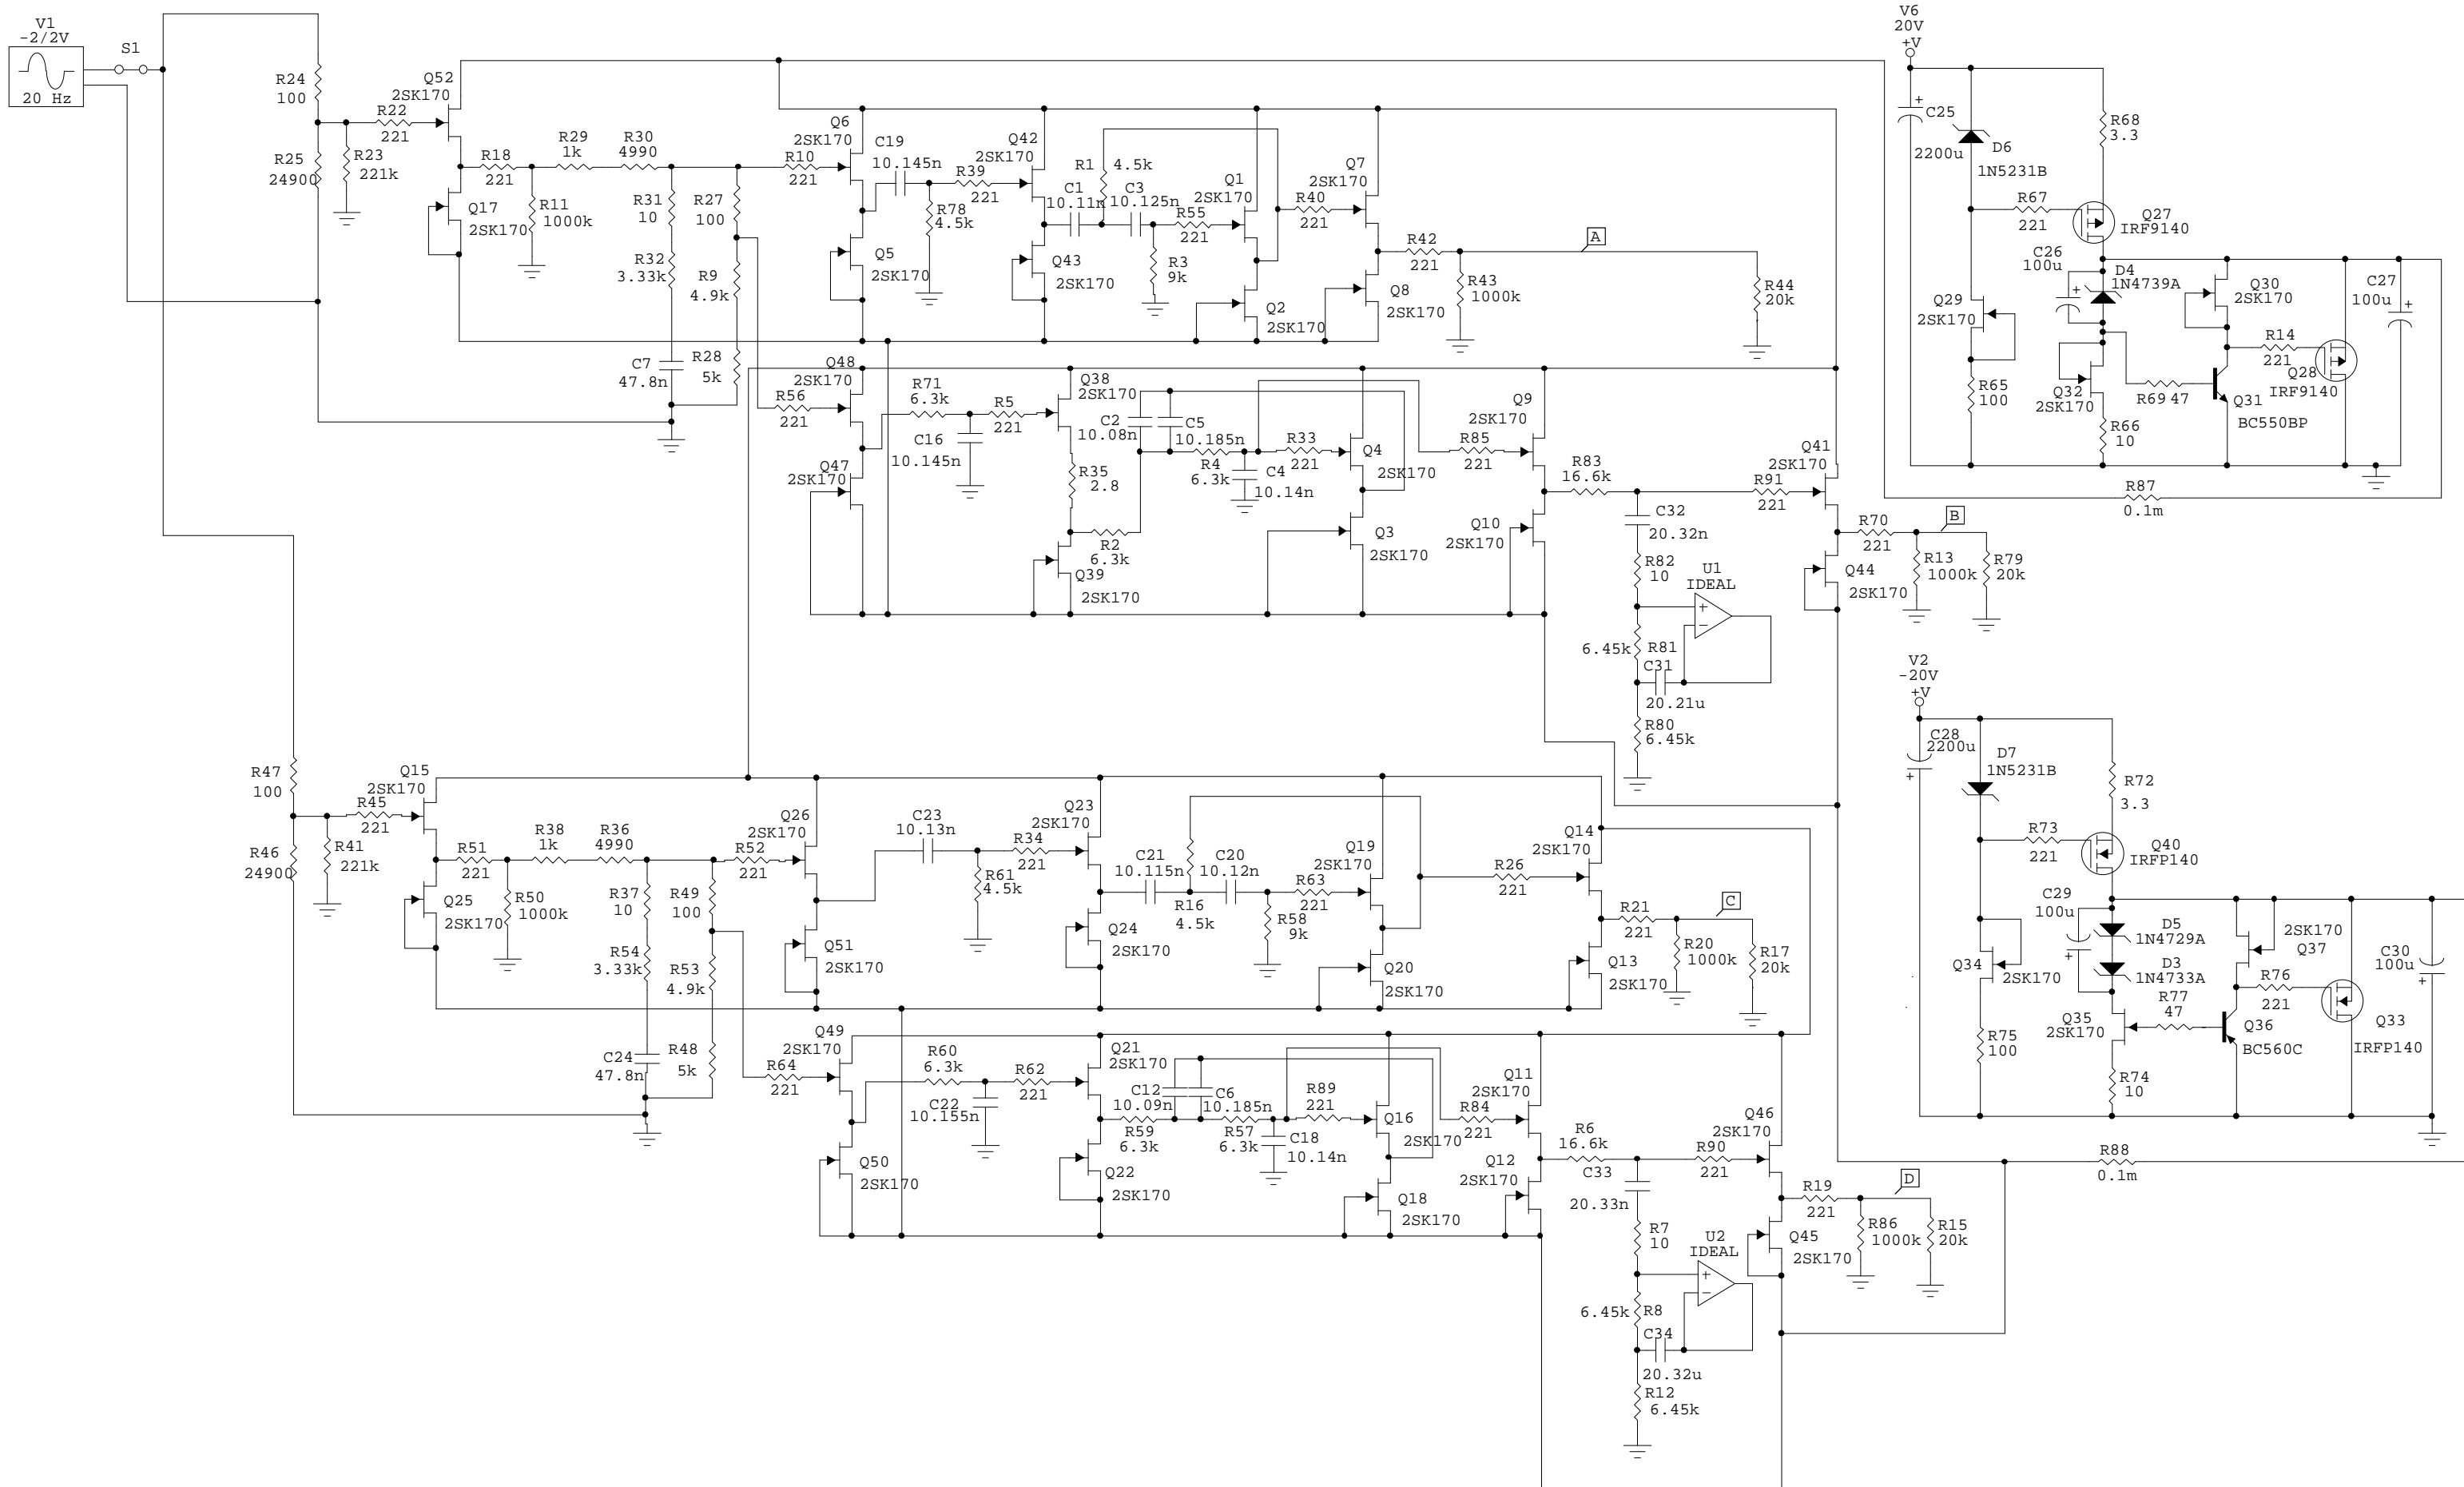 V1
-2/2V
20 Hz
S1
R24
100
R25
24900
R23
221k
R22
221
Q52
2SK170
Q17
2SK170
R18
221
R11
1000k
R29
1k
R30
4990
R31
10
R32
3.33k
C7
47.8n
R27
100
R9
4.9k
R28
5k
R10
221
Q6
2SK170
Q5
2SK170
C19
10.145n
R78
4.5k
R39
221
Q42
2SK170
Q43
2SK170
C1
10.11n
R1
4.5k
C3
10.125n
R3
9k
R55
221
Q1
2SK170
Q2
2SK170
R40
221
Q7
2SK170
Q8
2SK170
R42
221
R43
1000k
A
R44
20k
R56
221
Q48
2SK170
Q47
2SK170
R71
6.3k
C16
10.145n
R5
221
Q38
2SK170
R35
2.8
R2
6.3k
Q39
2SK170
C2
10.08n
C5
10.185n
R4
6.3k
C4
10.14n
R33
221
Q4
2SK170
Q3
2SK170
R85
221
Q9
2SK170
Q10
2SK170
R83
16.6k
C32
20.32n
R82
10
U1
IDEAL
+
−
6.45k
R81
C31
20.21u
R80
6.45k
R91
221
Q41
2SK170
Q44
2SK170
R70
221
B
R13
1000k
R79
20k
V6
20V
+V
+
C25
2200u
D6
1N5231B
R67
221
R68
3.3
Q27
IRF9140
Q29
2SK170
R65
100
C26
100u
+
D4
1N4739A
Q32
2SK170
R66
10
R69
47
Q30
2SK170
Q31
BC550BP
R14
221
Q28
IRF9140
C27
100u
+
R87
0.1m
V2
-20V
+V
C28
2200u
+
D7
1N5231B
R73
221
R72
3.3
Q40
IRFP140
Q34
2SK170
R75
100
C29
100u
+
D5
1N4729A
D3
1N4733A
Q35
2SK170
R74
10
R77
47
2SK170
Q37
R76
221
Q36
BC560C
Q33
IRFP140
C30
100u
+
R88
0.1m
R47
100
R46
24900
R41
221k
R45
221
Q15
2SK170
Q25
2SK170
R51
221
R50
1000k
R38
1k
R36
4990
R37
10
R54
3.33k
C24
47.8n
R49
100
R53
4.9k
R48
5k
R52
221
Q26
2SK170
Q51
2SK170
C23
10.13n
R61
4.5k
R34
221
Q23
2SK170
Q24
2SK170
C21
10.115n
R16
4.5k
C20
10.12n
R58
9k
R63
221
Q19
2SK170
Q20
2SK170
R26
221
Q14
2SK170
Q13
2SK170
R21
221
C
R20
1000k
R17
20k
R64
221
Q49
2SK170
Q50
2SK170
R60
6.3k
C22
10.155n
R62
221
Q21
2SK170
Q22
2SK170
R59
6.3k
C12
10.09n
C6
10.185n
R57
6.3k
C18
10.14n
R89
221
Q16
2SK170
Q18
2SK170
R84
221
Q11
2SK170
Q12
2SK170
R6
16.6k
C33
20.33n
R7
10
U2
IDEAL
+
−
6.45k
R8
C34
20.32u
R12
6.45k
R90
221
Q46
2SK170
Q45
2SK170
R19
221
D
R86
1000k
R15
20k